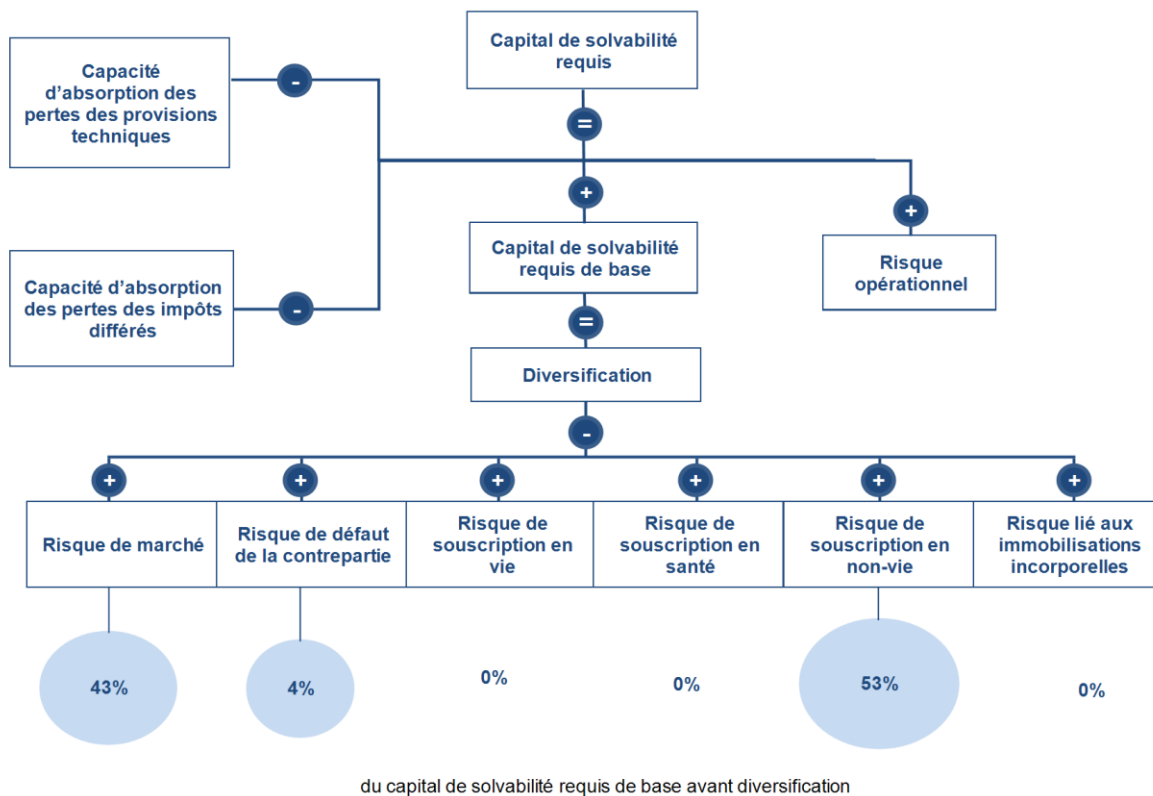 Capital de solvabilité
requis
Capacité
d'absorption des
pertes des provisions
techniques
-
=
+
+
Capital de solvabilité
requis de base
Risque
opérationnel
Capacité d'absorption
des pertes des impôts
différés
-
=
Diversification
-
+
+
+
+
+
+
Risque de marché
Risque de défaut
de la contrepartie
Risque de
souscription en
vie
Risque de
souscription en
santé
Risque de
souscription en
non-vie
Risque lié aux
immobilisations
incorporelles
43%
4%
0%
0%
53%
0%
du capital de solvabilité requis de base avant diversification